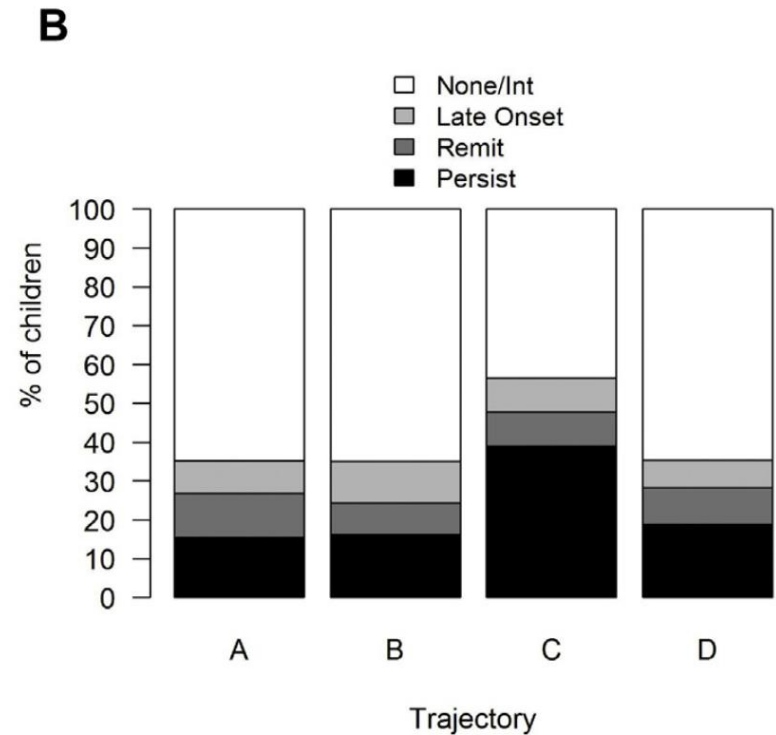 B
None/Int
Late Onset
Remit
Persist
% of children
100
90
80
70
60
50
40
30
20
10
0
A B C D
Trajectory